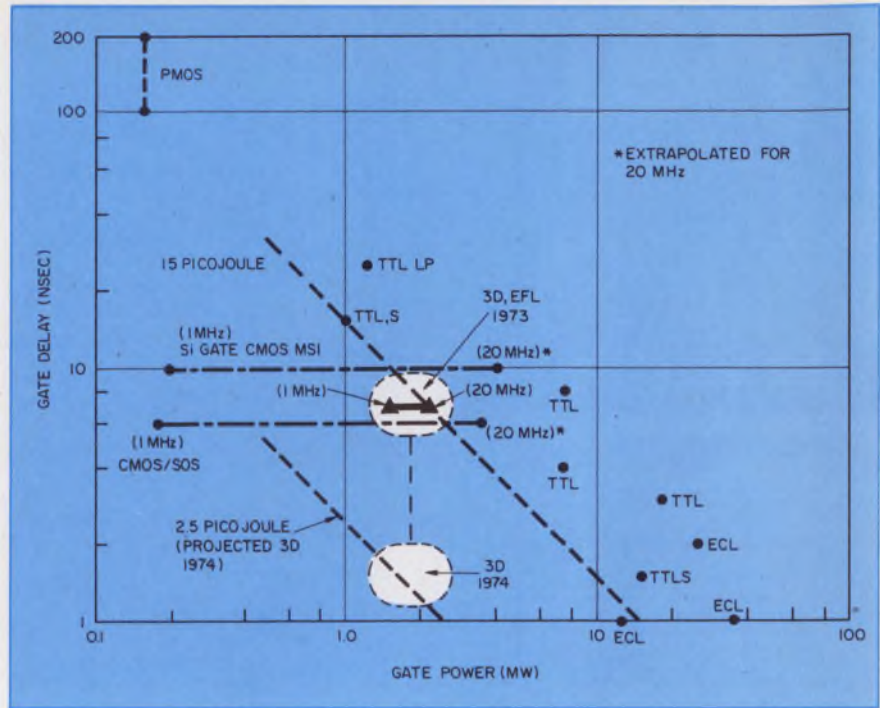 200
PMOS
100
*EXTRAPOLATED FOR
20 MHz
GATE DELAY (NSEC)
15 PICOJOULE
TTL LP
3D, EFL
1973
TTL,S
(1MHz)
Si GATE CMOS MSI
(20 MHz)*
10
(1 MHz)
(20 MHz)
TTL
(1 MHz)
CMOS/SOS
(20 MHz)*
TTL
TTL
2.5 PICOJOULE
(PROJECTED 3D
1974)
ECL
3D
1974
TTLS
ECL
ECL
1
0.1
1.0
10
100
GATE POWER (MW)